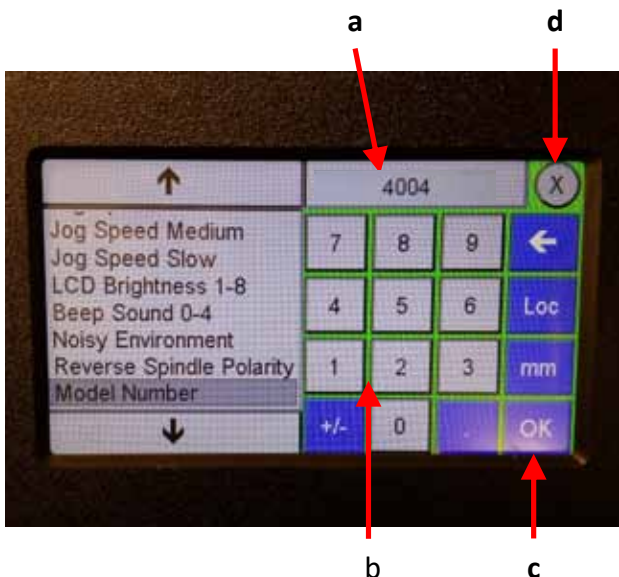 a d
4004 X
Jog Speed Medium
Jog Speed Slow
LCD Brightness 1-8
Beep Sound 0-4
Noisy Environment
Reverse Spindle Polarity
Model Number
7 8 9
4 5 6 Loc
1 2 3 mm
+/- 0 . OK
b c